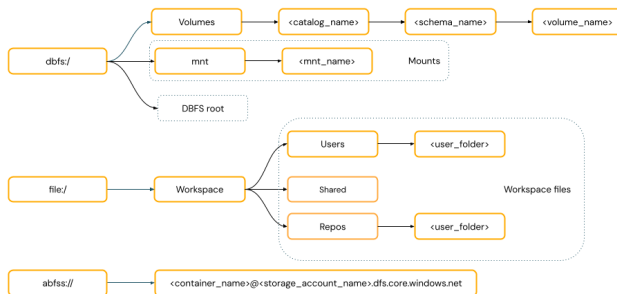 Volumes
<catalog_name>
<schema_name>
<volume_name>
dbfs:/
mnt
<mnt_name>
Mounts
DBFS root
Users
<user_folder>
file:/
Workspace
Shared
Workspace files
Repos
<user_folder>
abfss://
<container_name>@<storage_account_name>.dfs.core.windows.net